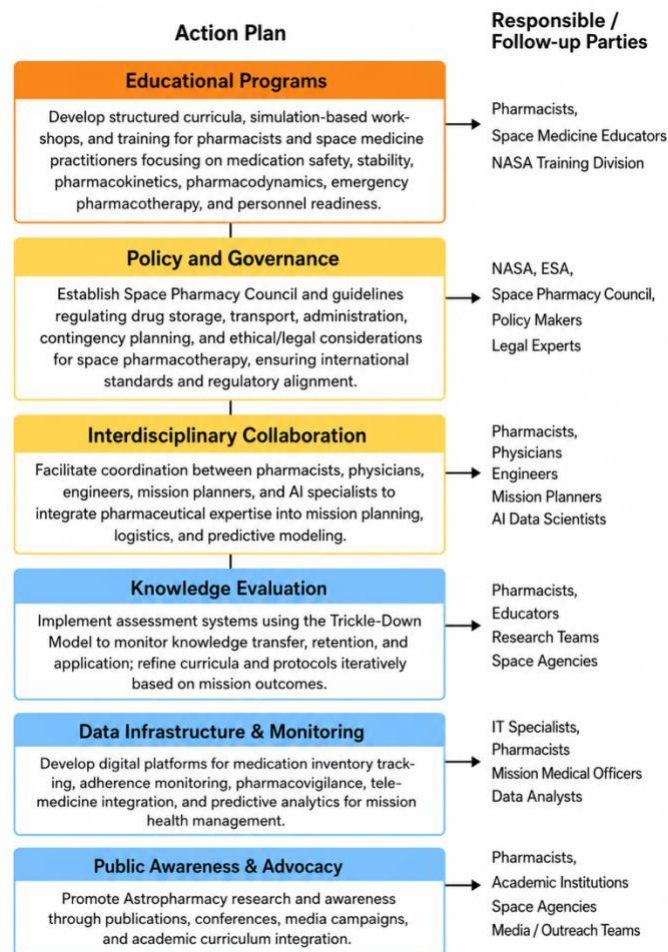 Action Plan
Responsible /
Follow-up Parties
Educational Programs
Develop structured curricula, simulation-based work-
shops, and training for pharmacists and space medicine
practitioners focusing on medication safety, stability,
pharmacokinetics, pharmacodynamics, emergency
pharmacotherapy, and personnel readiness.
Pharmacists,
Space Medicine Educators
NASA Training Division
Policy and Governance
Establish Space Pharmacy Council and guidelines
regulating drug storage, transport, administration,
contingency planning, and ethical/legal considerations
for space pharmacotherapy, ensuring international
standards and regulatory alignment.
NASA, ESA,
Space Pharmacy Council,
Policy Makers
Legal Experts
Interdisciplinary Collaboration
Facilitate coordination between pharmacists, physicians,
engineers, mission planners, and AI specialists to
integrate pharmaceutical expertise into mission planning,
logistics, and predictive modeling.
Pharmacists,
Physicians
Engineers
Mission Planners
AI Data Scientists
Knowledge Evaluation
Implement assessment systems using the Trickle-Down
Model to monitor knowledge transfer, retention, and
application; refine curricula and protocols iteratively
based on mission outcomes.
Pharmacists,
Educators
Research Teams
Space Agencies
Data Infrastructure & Monitoring
Develop digital platforms for medication inventory track-
ing, adherence monitoring, pharmacovigilance, tele-
medicine integration, and predictive analytics for mission
health management.
IT Specialists,
Pharmacists
Mission Medical Officers
Data Analysts
Public Awareness & Advocacy
Promote Astropharmacy research and awareness
through publications, conferences, media campaigns,
and academic curriculum integration.
Pharmacists,
Academic Institutions
Space Agencies
Media / Outreach Teams